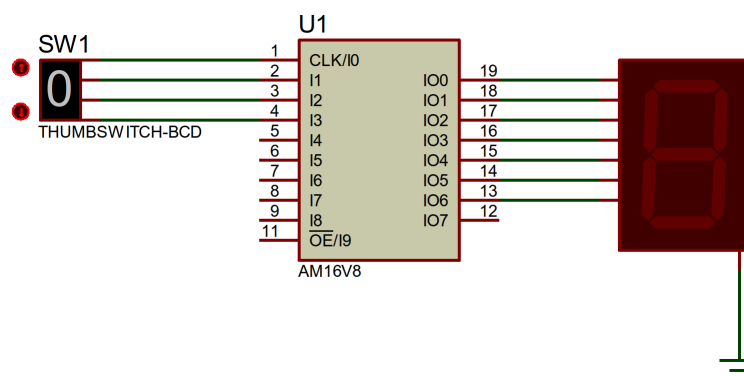 U1
SW1
0
THUMBSWITCH-BCD
1 CLK/I0 IO0 19
2 I1 IO1 18
3 I2 IO2 17
4 I3 IO3 16
5 I4 IO4 15
6 I5 IO5 14
7 I6 IO6 13
8 I7 IO7 12
9 I8
11 OE/I9
AM16V8